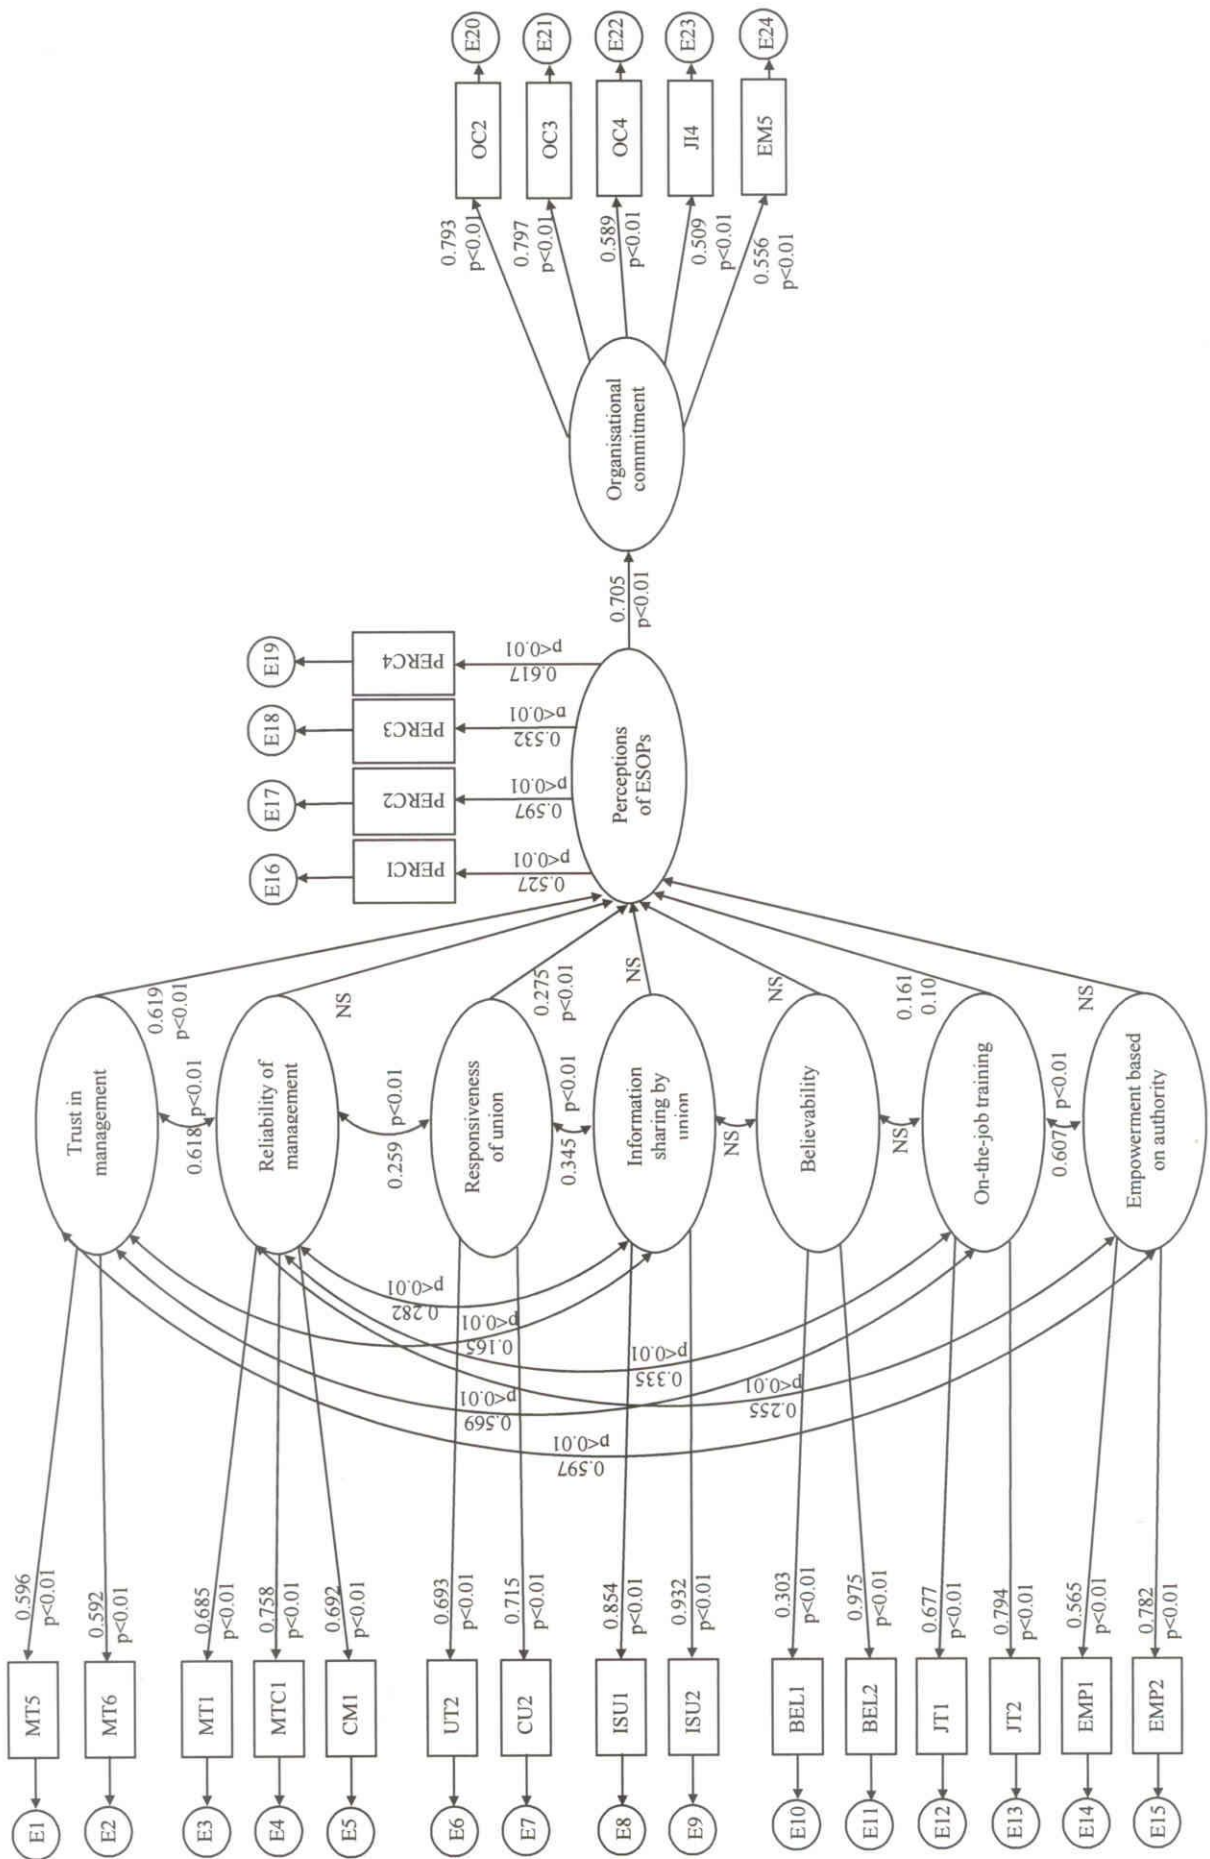 E1
MT5
0.596
p<0.01
E2
MT6
0.592
p<0.01
E3
MT1
0.685
p<0.01
E4
MTC1
0.758
p<0.01
E5
CM1
0.692
p<0.01
E6
UT2
0.693
p<0.01
E7
CU2
0.715
p<0.01
E8
ISU1
0.854
p<0.01
E9
ISU2
0.932
p<0.01
E10
BEL1
0.303
p<0.01
E11
BEL2
0.975
p<0.01
E12
JT1
0.677
p<0.01
E13
JT2
0.794
p<0.01
E14
EMP1
0.565
p<0.01
E15
EMP2
0.782
p<0.01
0.597
p<0.01
0.569
p<0.01
0.255
p<0.01
0.335
p<0.01
0.165
p<0.01
0.282
p<0.01
Trust in
management
0.618 p<0.01
Reliability of
management
0.259 p<0.01
Responsiveness
of union
0.345 p<0.01
Information
sharing by
union
NS
Believability
NS
On-the-job training
0.607 p<0.01
Empowerment based
on authority
0.619
p<0.01
NS
0.275
p<0.01
NS
NS
0.161
0.10
NS
E16
PERC1
0.527
p<0.01
E17
PERC2
0.597
p<0.01
E18
PERC3
0.532
p<0.01
E19
PERC4
0.617
p<0.01
Perceptions
of ESOPs
0.705
p<0.01
Organisational
commitment
0.793
p<0.01
OC2
E20
0.797
p<0.01
OC3
E21
0.589
p<0.01
OC4
E22
0.509
p<0.01
JI4
E23
0.556
p<0.01
EM5
E24